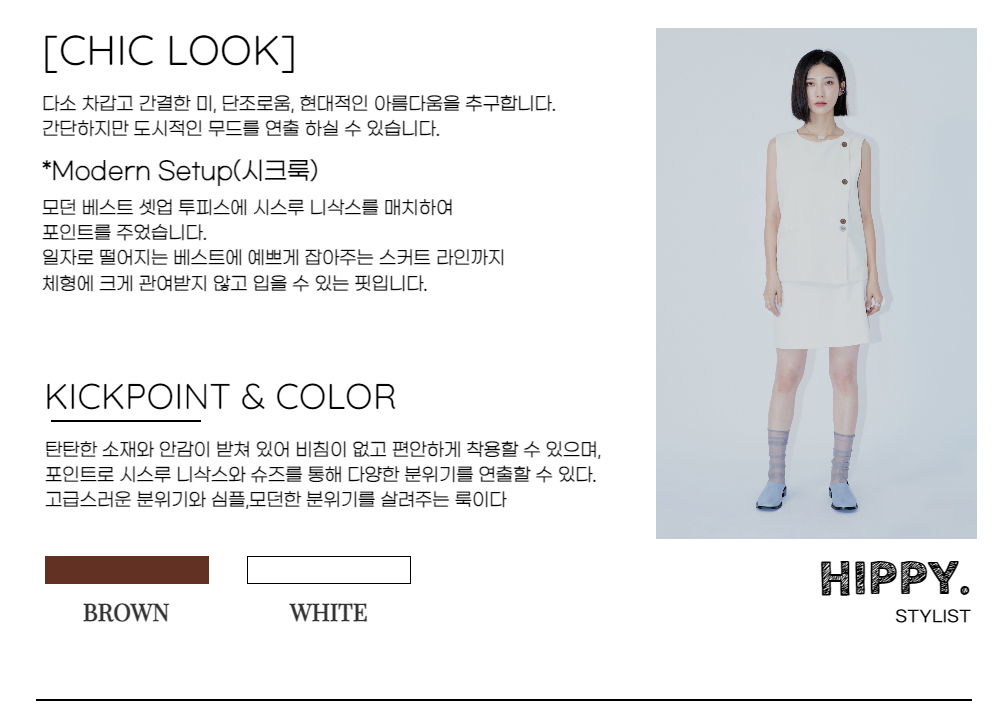 [CHIC LOOK]
다소 차갑고 간결한 미, 단조로움, 현대적인 아름다움을 추구합니다.
간단하지만 도시적인 무드를 연출 하실 수 있습니다.
*Modern Setup(시크룩)
모던 베스트 셋업 투피스에 시스루 니삭스를 매치하여
포인트를 주었습니다.
일자로 떨어지는 베스트에 예쁘게 잡아주는 스커트 라인까지
체형에 크게 관여받지 않고 입을 수 있는 핏입니다.
KICKPOINT & COLOR
탄탄한 소재와 안감이 받쳐 있어 비침이 없고 편안하게 착용할 수 있으며,
포인트로 시스루 니삭스와 슈즈를 통해 다양한 분위기를 연출할 수 있다.
고급스러운 분위기와 심플,모던한 분위기를 살려주는 룩이다
BROWN
WHITE
HIPPY.
STYLIST